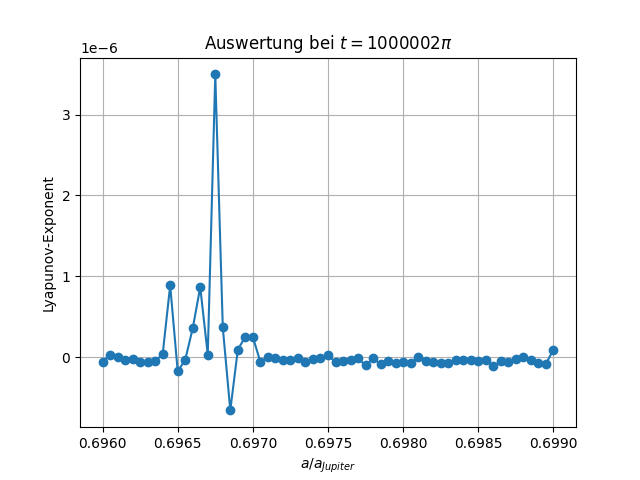 Auswertung bei t = 1000002π
1e−6
3
2
1
0
Lyapunov-Exponent
0.6960 0.6965 0.6970 0.6975 0.6980 0.6985 0.6990
a/a_Jupiter